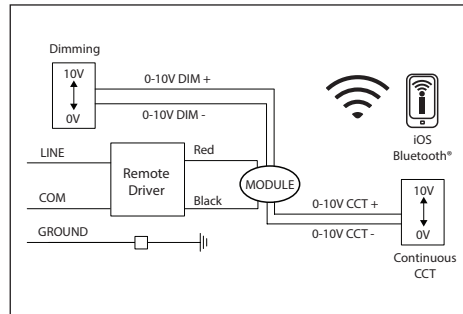 Dimming
10V
0V
0-10V DIM +
0-10V DIM -
iOS
Bluetooth®
LINE
COM
GROUND
Remote
Driver
Red
Black
MODULE
0-10V CCT +
0-10V CCT -
10V
0V
Continuous
CCT